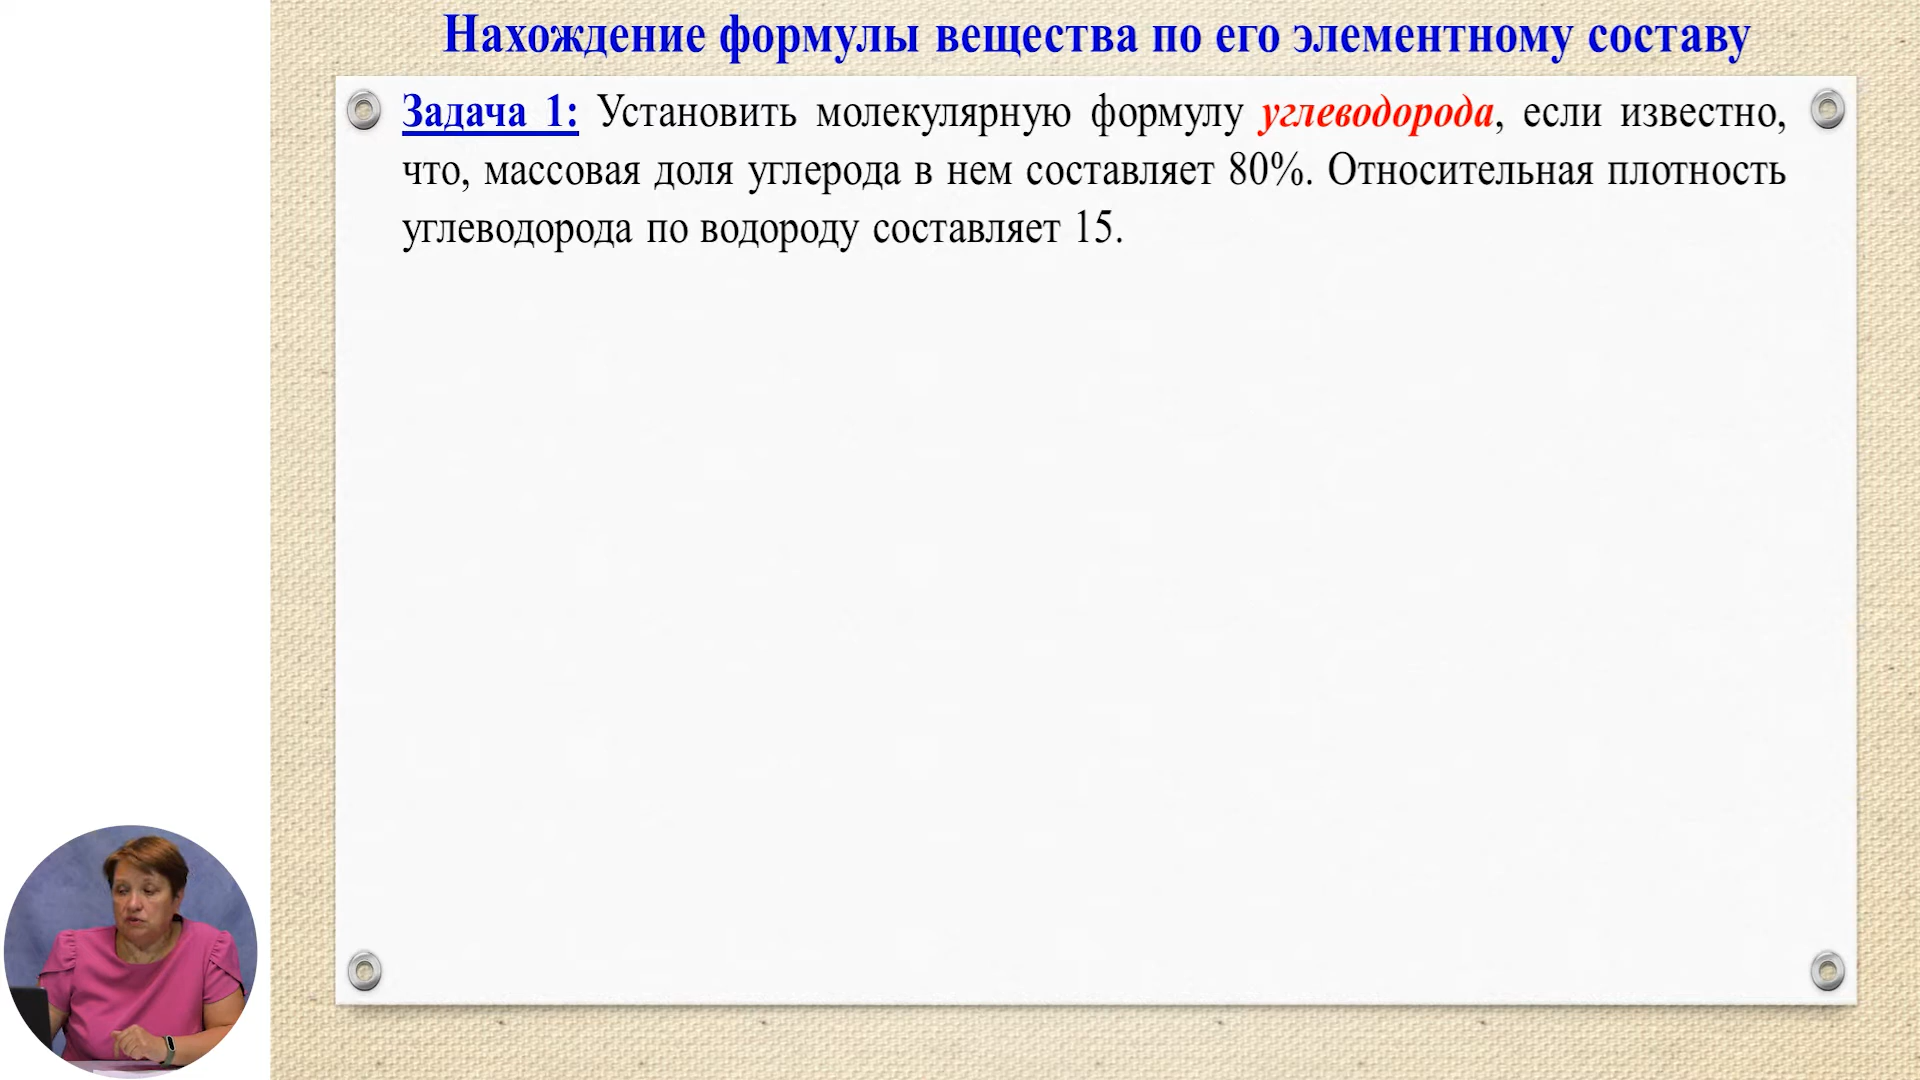 Нахождение формулы вещества по его элементному составу
Задача 1: Установить молекулярную формулу углеводорода, если известно,
что, массовая доля углерода в нем составляет 80%. Относительная плотность
углеводорода по водороду составляет 15.